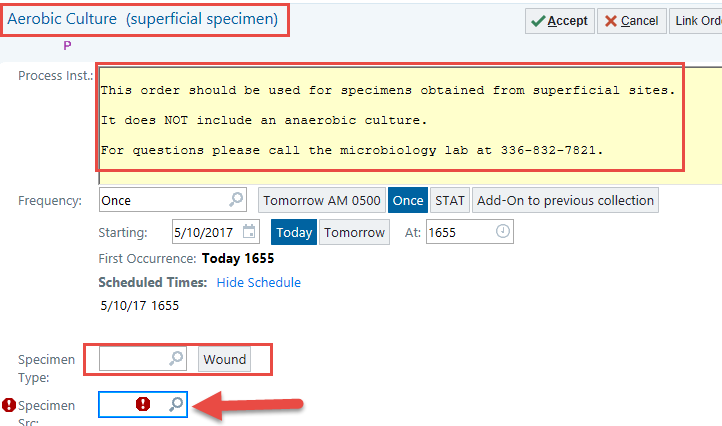 Aerobic Culture (superficial specimen)
Accept Cancel Link Orde
P
Process Inst.:
This order should be used for specimens obtained from superficial sites.
It does NOT include an anaerobic culture.
For questions please call the microbiology lab at 336-832-7821.
Frequency: Once Tomorrow AM 0500 Once STAT Add-On to previous collection
Starting: 5/10/2017 Today Tomorrow At: 1655
First Occurrence: Today 1655
Scheduled Times: Hide Schedule
5/10/17 1655
Specimen Wound
Type:
Specimen
Src: